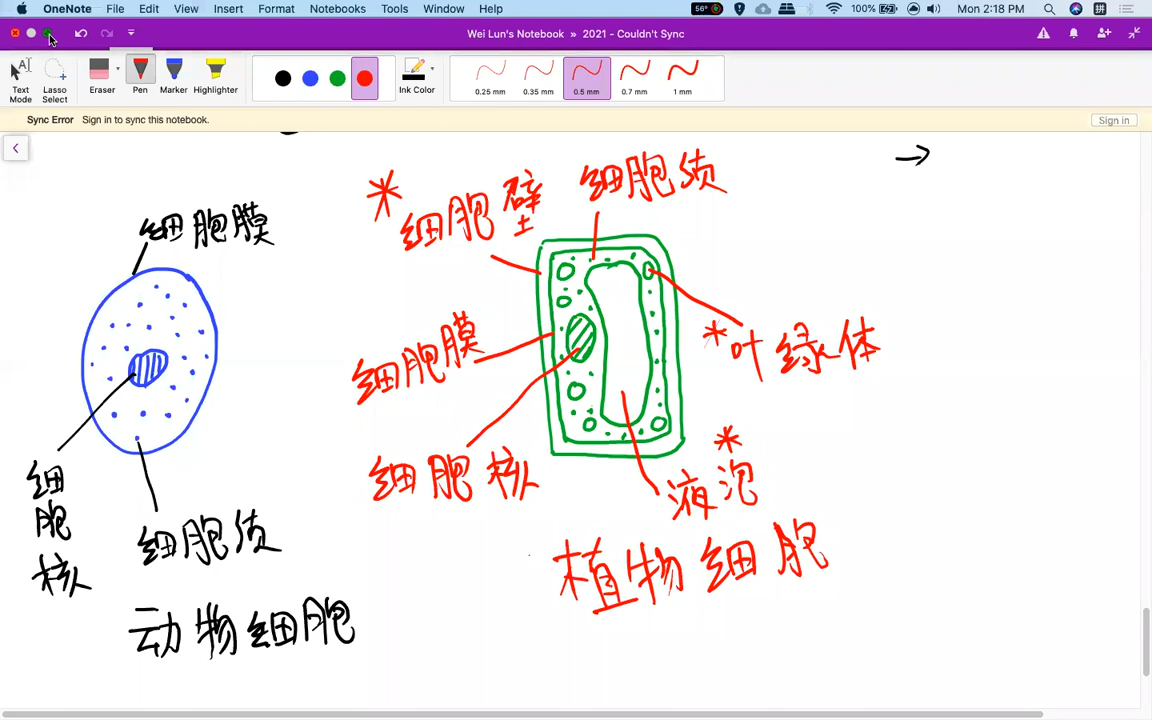 OneNote File Edit View Insert Format Notebooks Tools Window Help
56° 100% Mon 2:18 PM
Wei Lun's Notebook » 2021 - Couldn't Sync
Text Mode
Lasso Select
Eraser
Pen
Marker
Highlighter
Ink Color
0.25 mm
0.35 mm
0.5 mm
0.7 mm
1 mm
Sync Error Sign in to sync this notebook.
Sign in
→
细胞膜
细胞核
细胞质
动物细胞
* 细胞壁
细胞质
细胞膜
* 叶绿体
细胞核
* 液泡
植物细胞